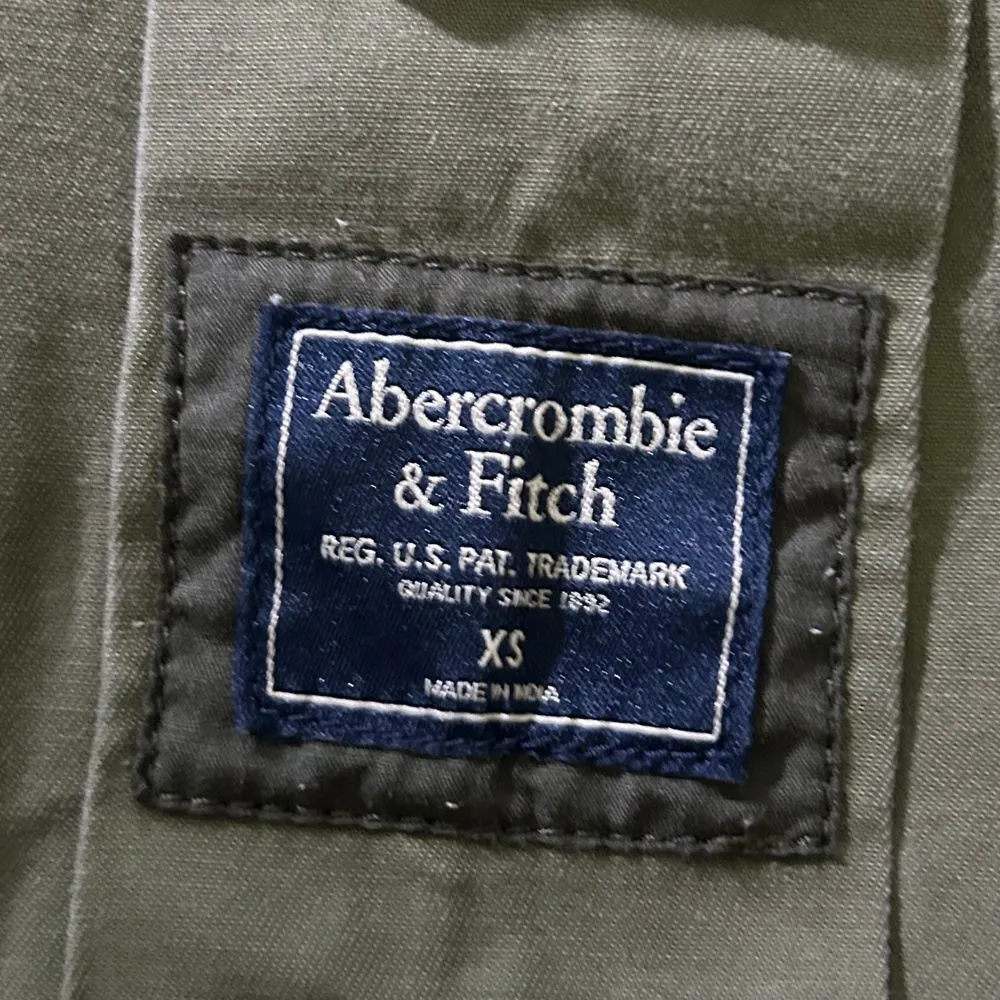 Abercrombie
& Fitch
REG. U.S. PAT. TRADEMARK
QUALITY SINCE 1892
XS
MADE IN INDIA